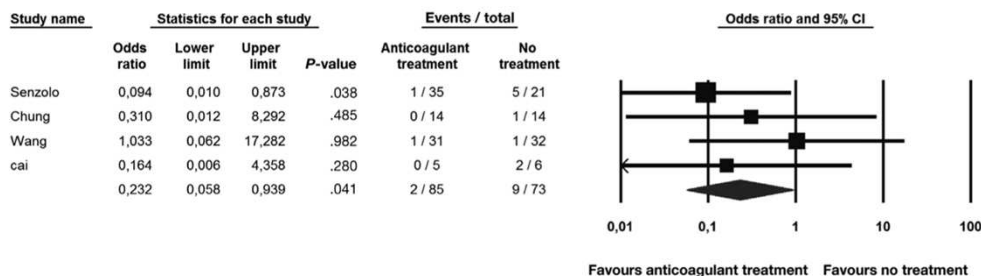 Study name Statistics for each study Events / total Odds ratio and 95% CI
Odds ratio Lower limit Upper limit P-value Anticoagulant treatment No treatment
Senzolo 0,094 0,010 0,873 .038 1 / 35 5 / 21
Chung 0,310 0,012 8,292 .485 0 / 14 1 / 14
Wang 1,033 0,062 17,282 .982 1 / 31 1 / 32
cai 0,164 0,006 4,358 .280 0 / 5 2 / 6
0,232 0,058 0,939 .041 2 / 85 9 / 73
0,01 0,1 1 10 100
Favours anticoagulant treatment Favours no treatment